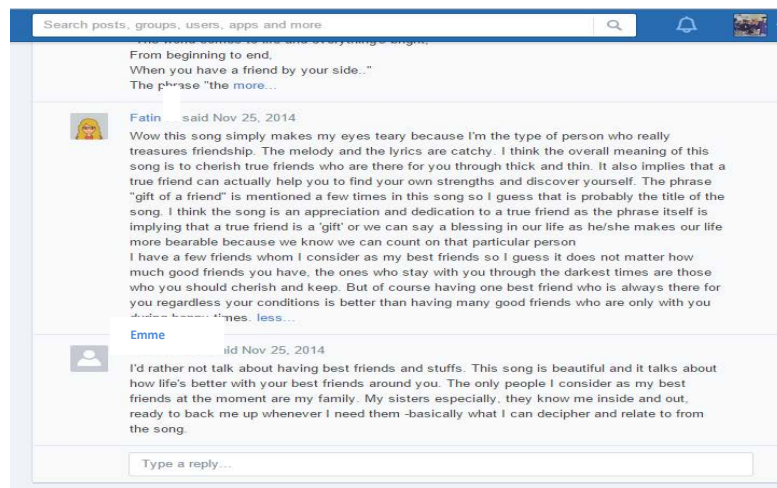 Search posts, groups, users, apps and more
From beginning to end,
When you have a friend by your side.."
The phrase "the more...
Fatin said Nov 25, 2014
Wow this song simply makes my eyes teary because I'm the type of person who really
treasures friendship. The melody and the lyrics are catchy. I think the overall meaning of this
song is to cherish true friends who are there for you through thick and thin. It also implies that a
true friend can actually help you to find your own strengths and discover yourself. The phrase
"gift of a friend" is mentioned a few times in this song so I guess that is probably the title of the
song. I think the song is an appreciation and dedication to a true friend as the phrase itself is
implying that a true friend is a 'gift' or we can say a blessing in our life as he/she makes our life
more bearable because we know we can count on that particular person
I have a few friends whom I consider as my best friends so I guess it does not matter how
much good friends you have, the ones who stay with you through the darkest times are those
who you should cherish and keep. But of course having one best friend who is always there for
you regardless your conditions is better than having many good friends who are only with you
times. less...
Emme
Nov 25, 2014
I'd rather not talk about having best friends and stuffs. This song is beautiful and it talks about
how life's better with your best friends around you. The only people I consider as my best
friends at the moment are my family. My sisters especially, they know me inside and out,
ready to back me up whenever I need them -basically what I can decipher and relate to from
the song.
Type a reply...